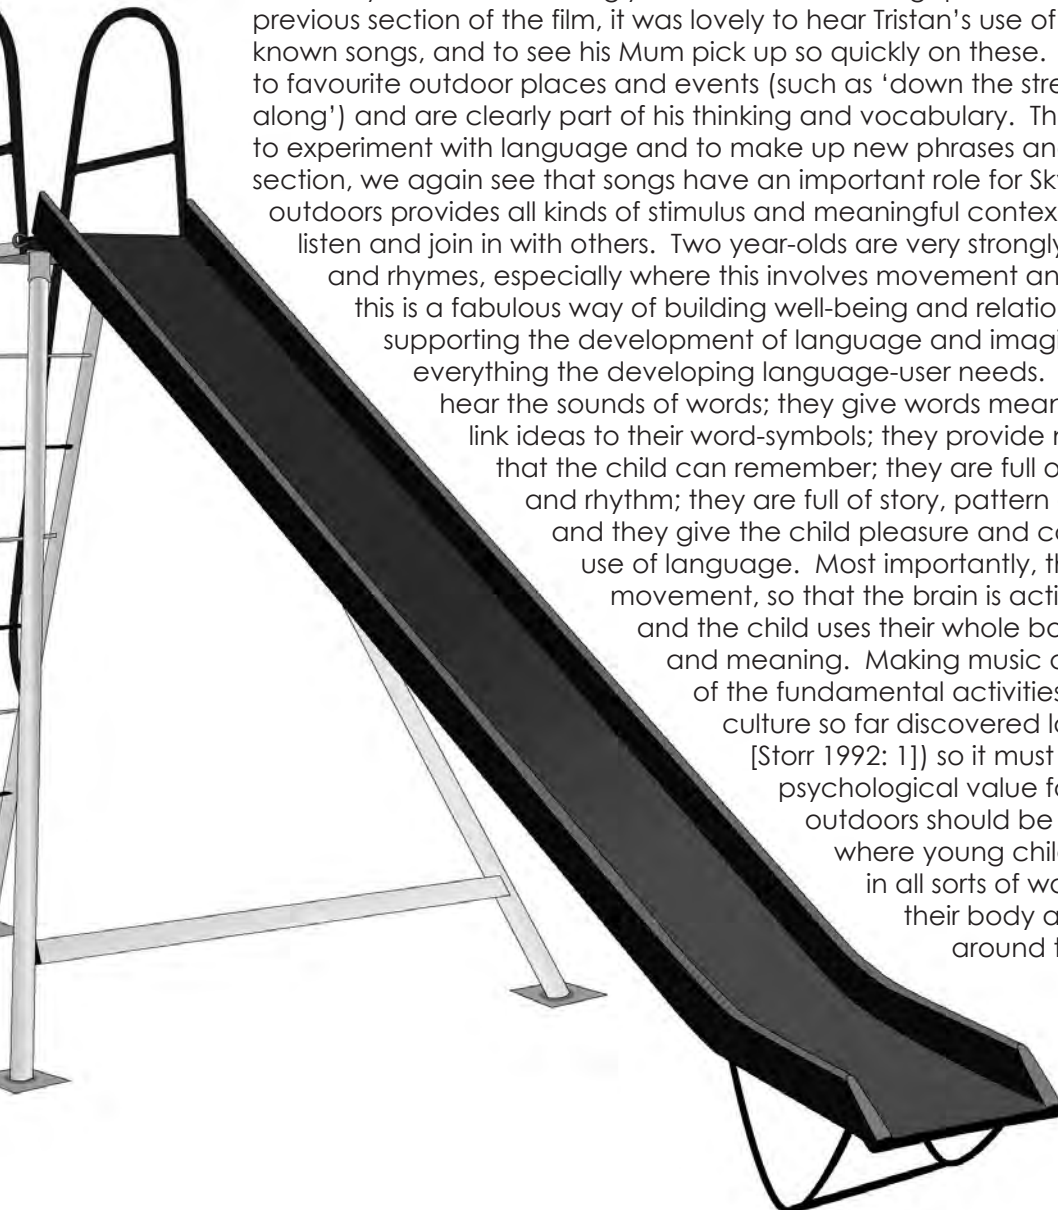 previous section of the film, it was lovely to hear Tristan’s use of
known songs, and to see his Mum pick up so quickly on these.
to favourite outdoor places and events (such as ‘down the stre
along’) and are clearly part of his thinking and vocabulary. Th
to experiment with language and to make up new phrases an
section, we again see that songs have an important role for Sk
outdoors provides all kinds of stimulus and meaningful contex
listen and join in with others. Two year-olds are very strongly
and rhymes, especially where this involves movement an
this is a fabulous way of building well-being and relatio
supporting the development of language and imagi
everything the developing language-user needs.
hear the sounds of words; they give words mean
link ideas to their word-symbols; they provide
that the child can remember; they are full o
and rhythm; they are full of story, pattern
and they give the child pleasure and co
use of language. Most importantly, th
movement, so that the brain is acti
and the child uses their whole bo
and meaning. Making music
of the fundamental activities
culture so far discovered la
[Storr 1992: 1]) so it must
psychological value fo
outdoors should be
where young chil
in all sorts of wa
their body a
around t